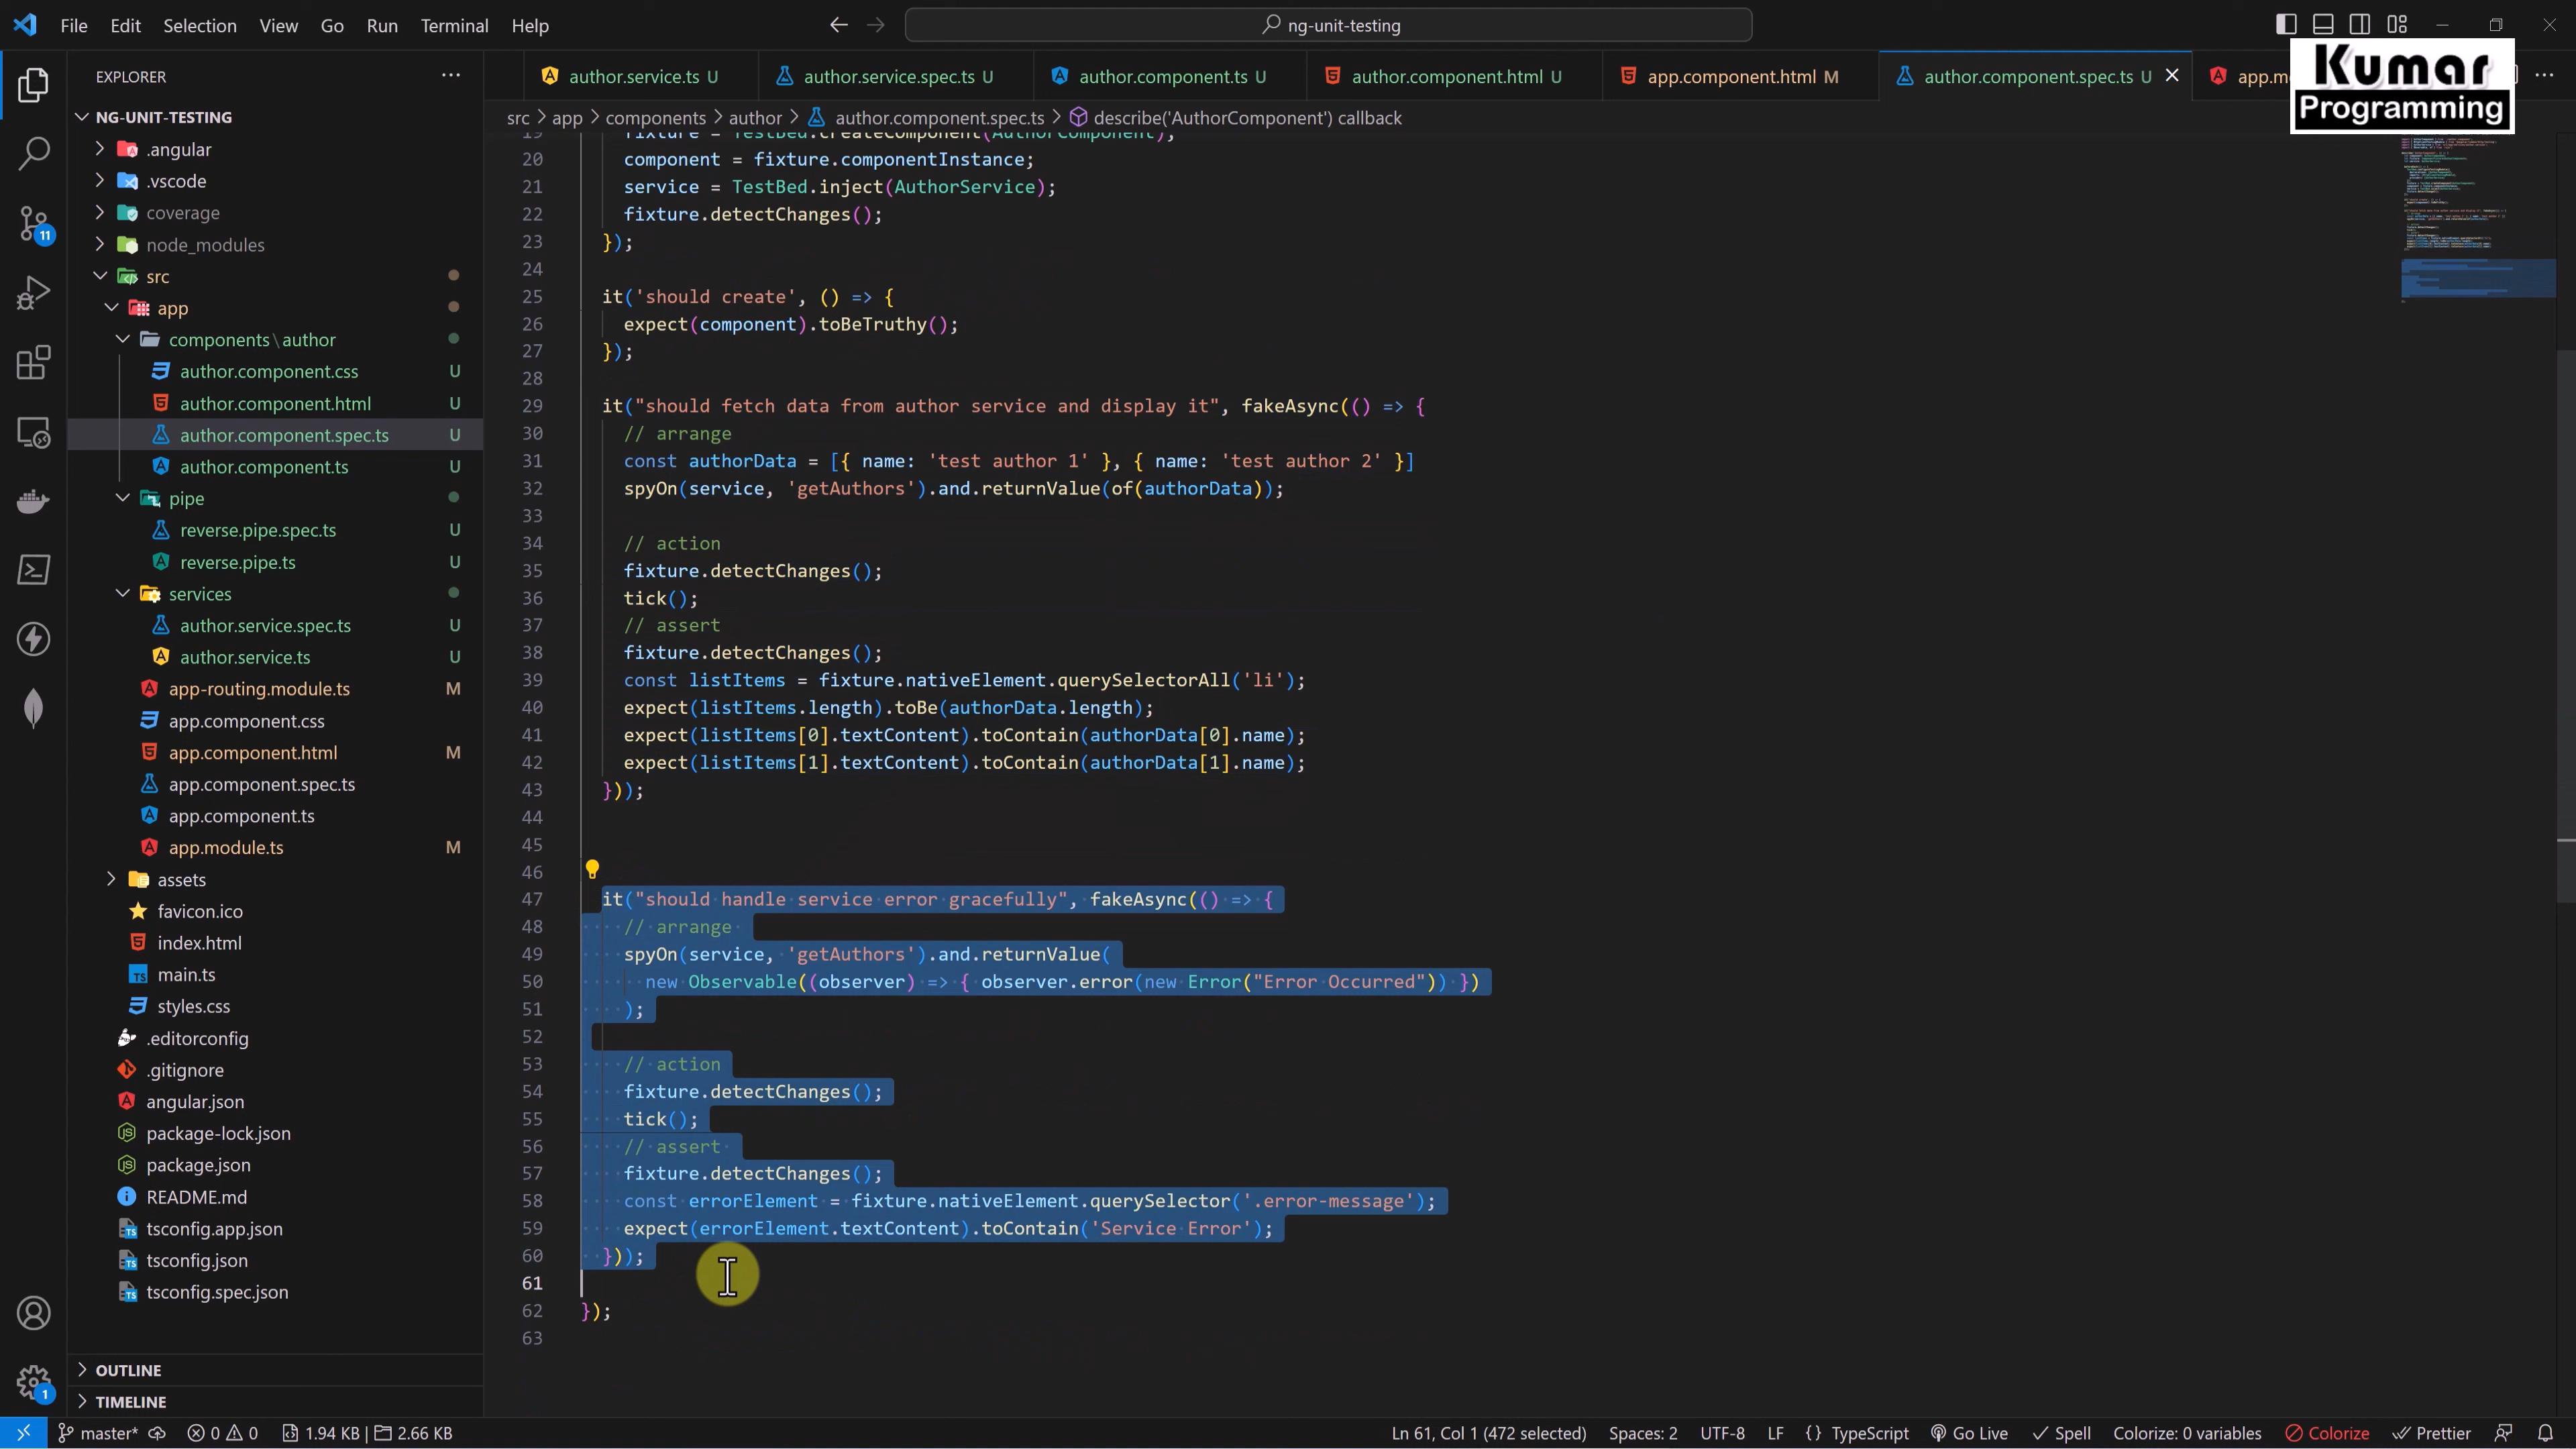 File Edit Selection View Go Run Terminal Help
ng-unit-testing
Kumar
Programming
EXPLORER
author.service.ts U
author.service.spec.ts U
author.component.ts U
author.component.html U
app.component.html M
author.component.spec.ts U
src > app > components > author > author.component.spec.ts > describe('AuthorComponent') callback
NG-UNIT-TESTING
.angular
.vscode
coverage
node_modules
src
app
components\author
author.component.css U
author.component.html U
author.component.spec.ts U
author.component.ts U
pipe
reverse.pipe.spec.ts U
reverse.pipe.ts U
services
author.service.spec.ts U
author.service.ts U
app-routing.module.ts M
app.component.css
app.component.html M
app.component.spec.ts
app.component.ts
app.module.ts M
assets
favicon.ico
index.html
main.ts
styles.css
.editorconfig
.gitignore
angular.json
package-lock.json
package.json
README.md
tsconfig.app.json
tsconfig.json
tsconfig.spec.json
OUTLINE
TIMELINE
11
1
19 fixture = TestBed.createComponent(AuthorComponent);
20 component = fixture.componentInstance;
21 service = TestBed.inject(AuthorService);
22 fixture.detectChanges();
23 });
24
25 it('should create', () => {
26 expect(component).toBeTruthy();
27 });
28
29 it("should fetch data from author service and display it", fakeAsync(() => {
30 // arrange
31 const authorData = [{ name: 'test author 1' }, { name: 'test author 2' }]
32 spyOn(service, 'getAuthors').and.returnValue(of(authorData));
33
34 // action
35 fixture.detectChanges();
36 tick();
37 // assert
38 fixture.detectChanges();
39 const listItems = fixture.nativeElement.querySelectorAll('li');
40 expect(listItems.length).toBe(authorData.length);
41 expect(listItems[0].textContent).toContain(authorData[0].name);
42 expect(listItems[1].textContent).toContain(authorData[1].name);
43 }));
44
45
46
47 it("should handle service error gracefully", fakeAsync(() => {
48 // arrange
49 spyOn(service, 'getAuthors').and.returnValue(
50 new Observable((observer) => { observer.error(new Error("Error Occurred")) })
51 );
52
53 // action
54 fixture.detectChanges();
55 tick();
56 // assert
57 fixture.detectChanges();
58 const errorElement = fixture.nativeElement.querySelector('.error-message');
59 expect(errorElement.textContent).toContain('Service Error');
60 }));
61
62 });
63
master* 0 0 1.94 KB | 2.66 KB
Ln 61, Col 1 (472 selected) Spaces: 2 UTF-8 LF {} TypeScript Go Live Spell Colorize: 0 variables Colorize Prettier